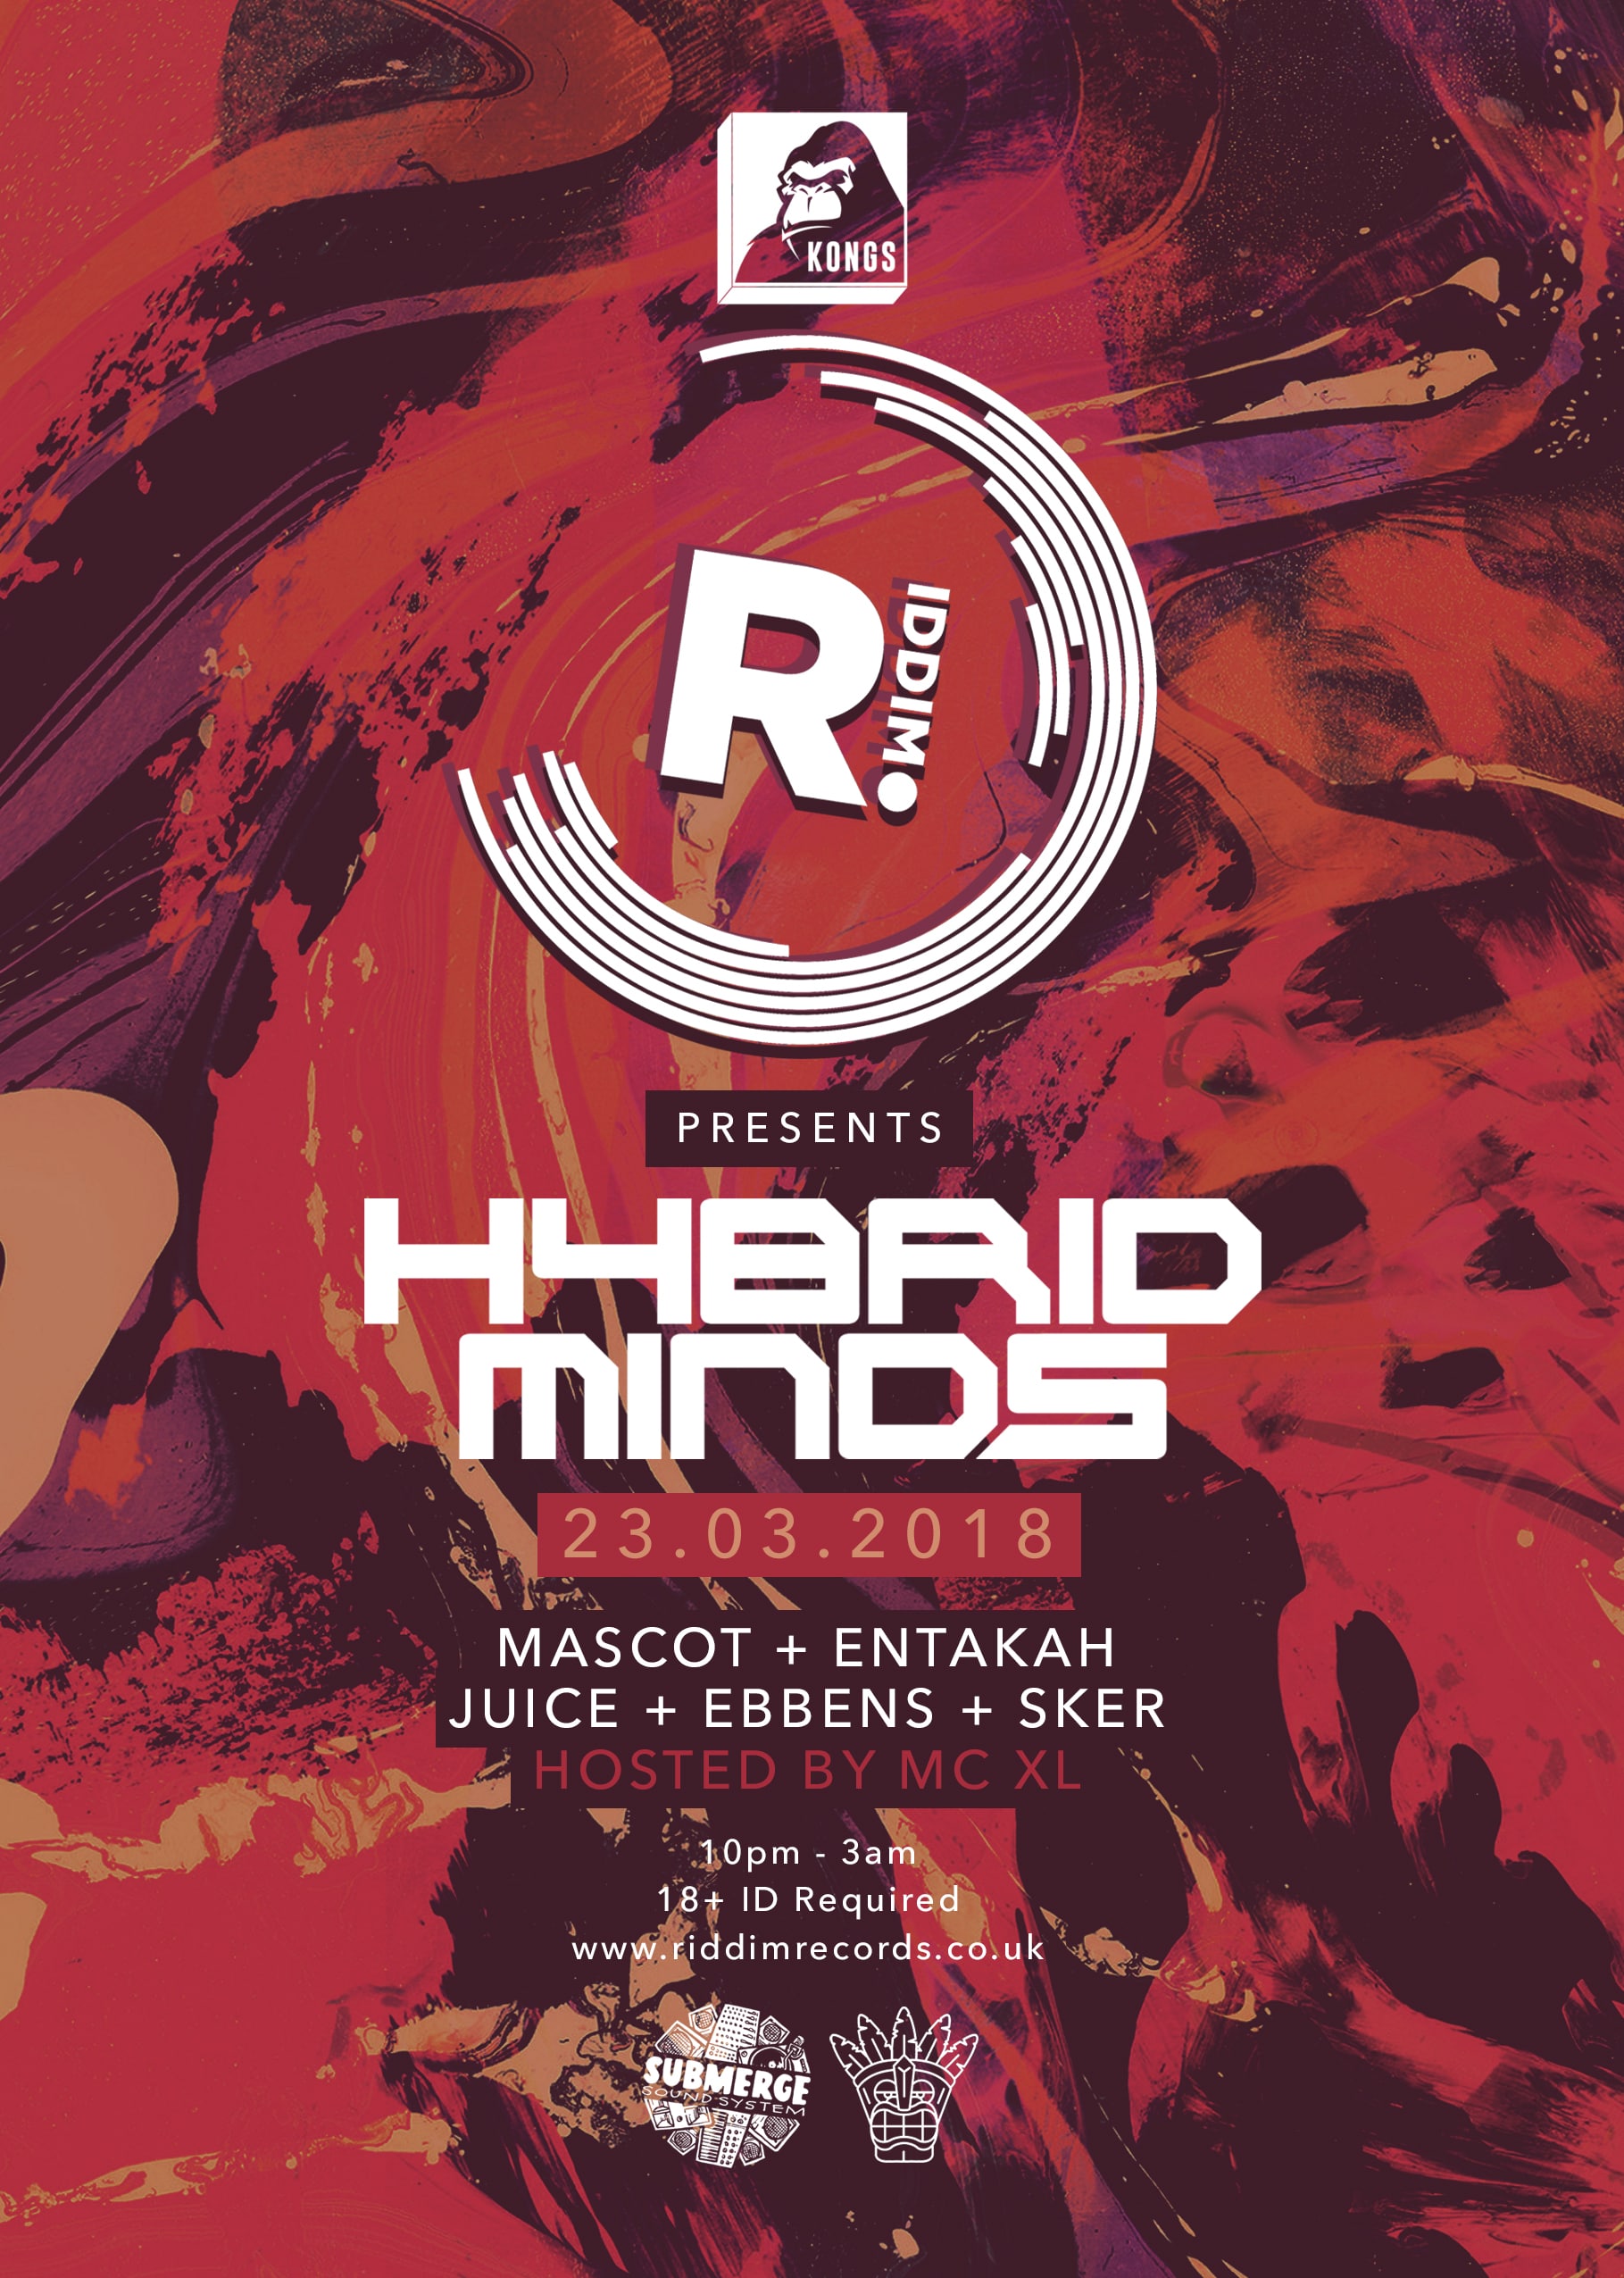 KONGS
RIDDIM.
PRESENTS
HYBRID
MINDS
23.03.2018
MASCOT + ENTAKAH
JUICE + EBBENS + SKER
HOSTED BY MC XL
10pm - 3am
18+ ID Required
www.riddimrecords.co.uk
SUBMERGE
SOUND SYSTEM